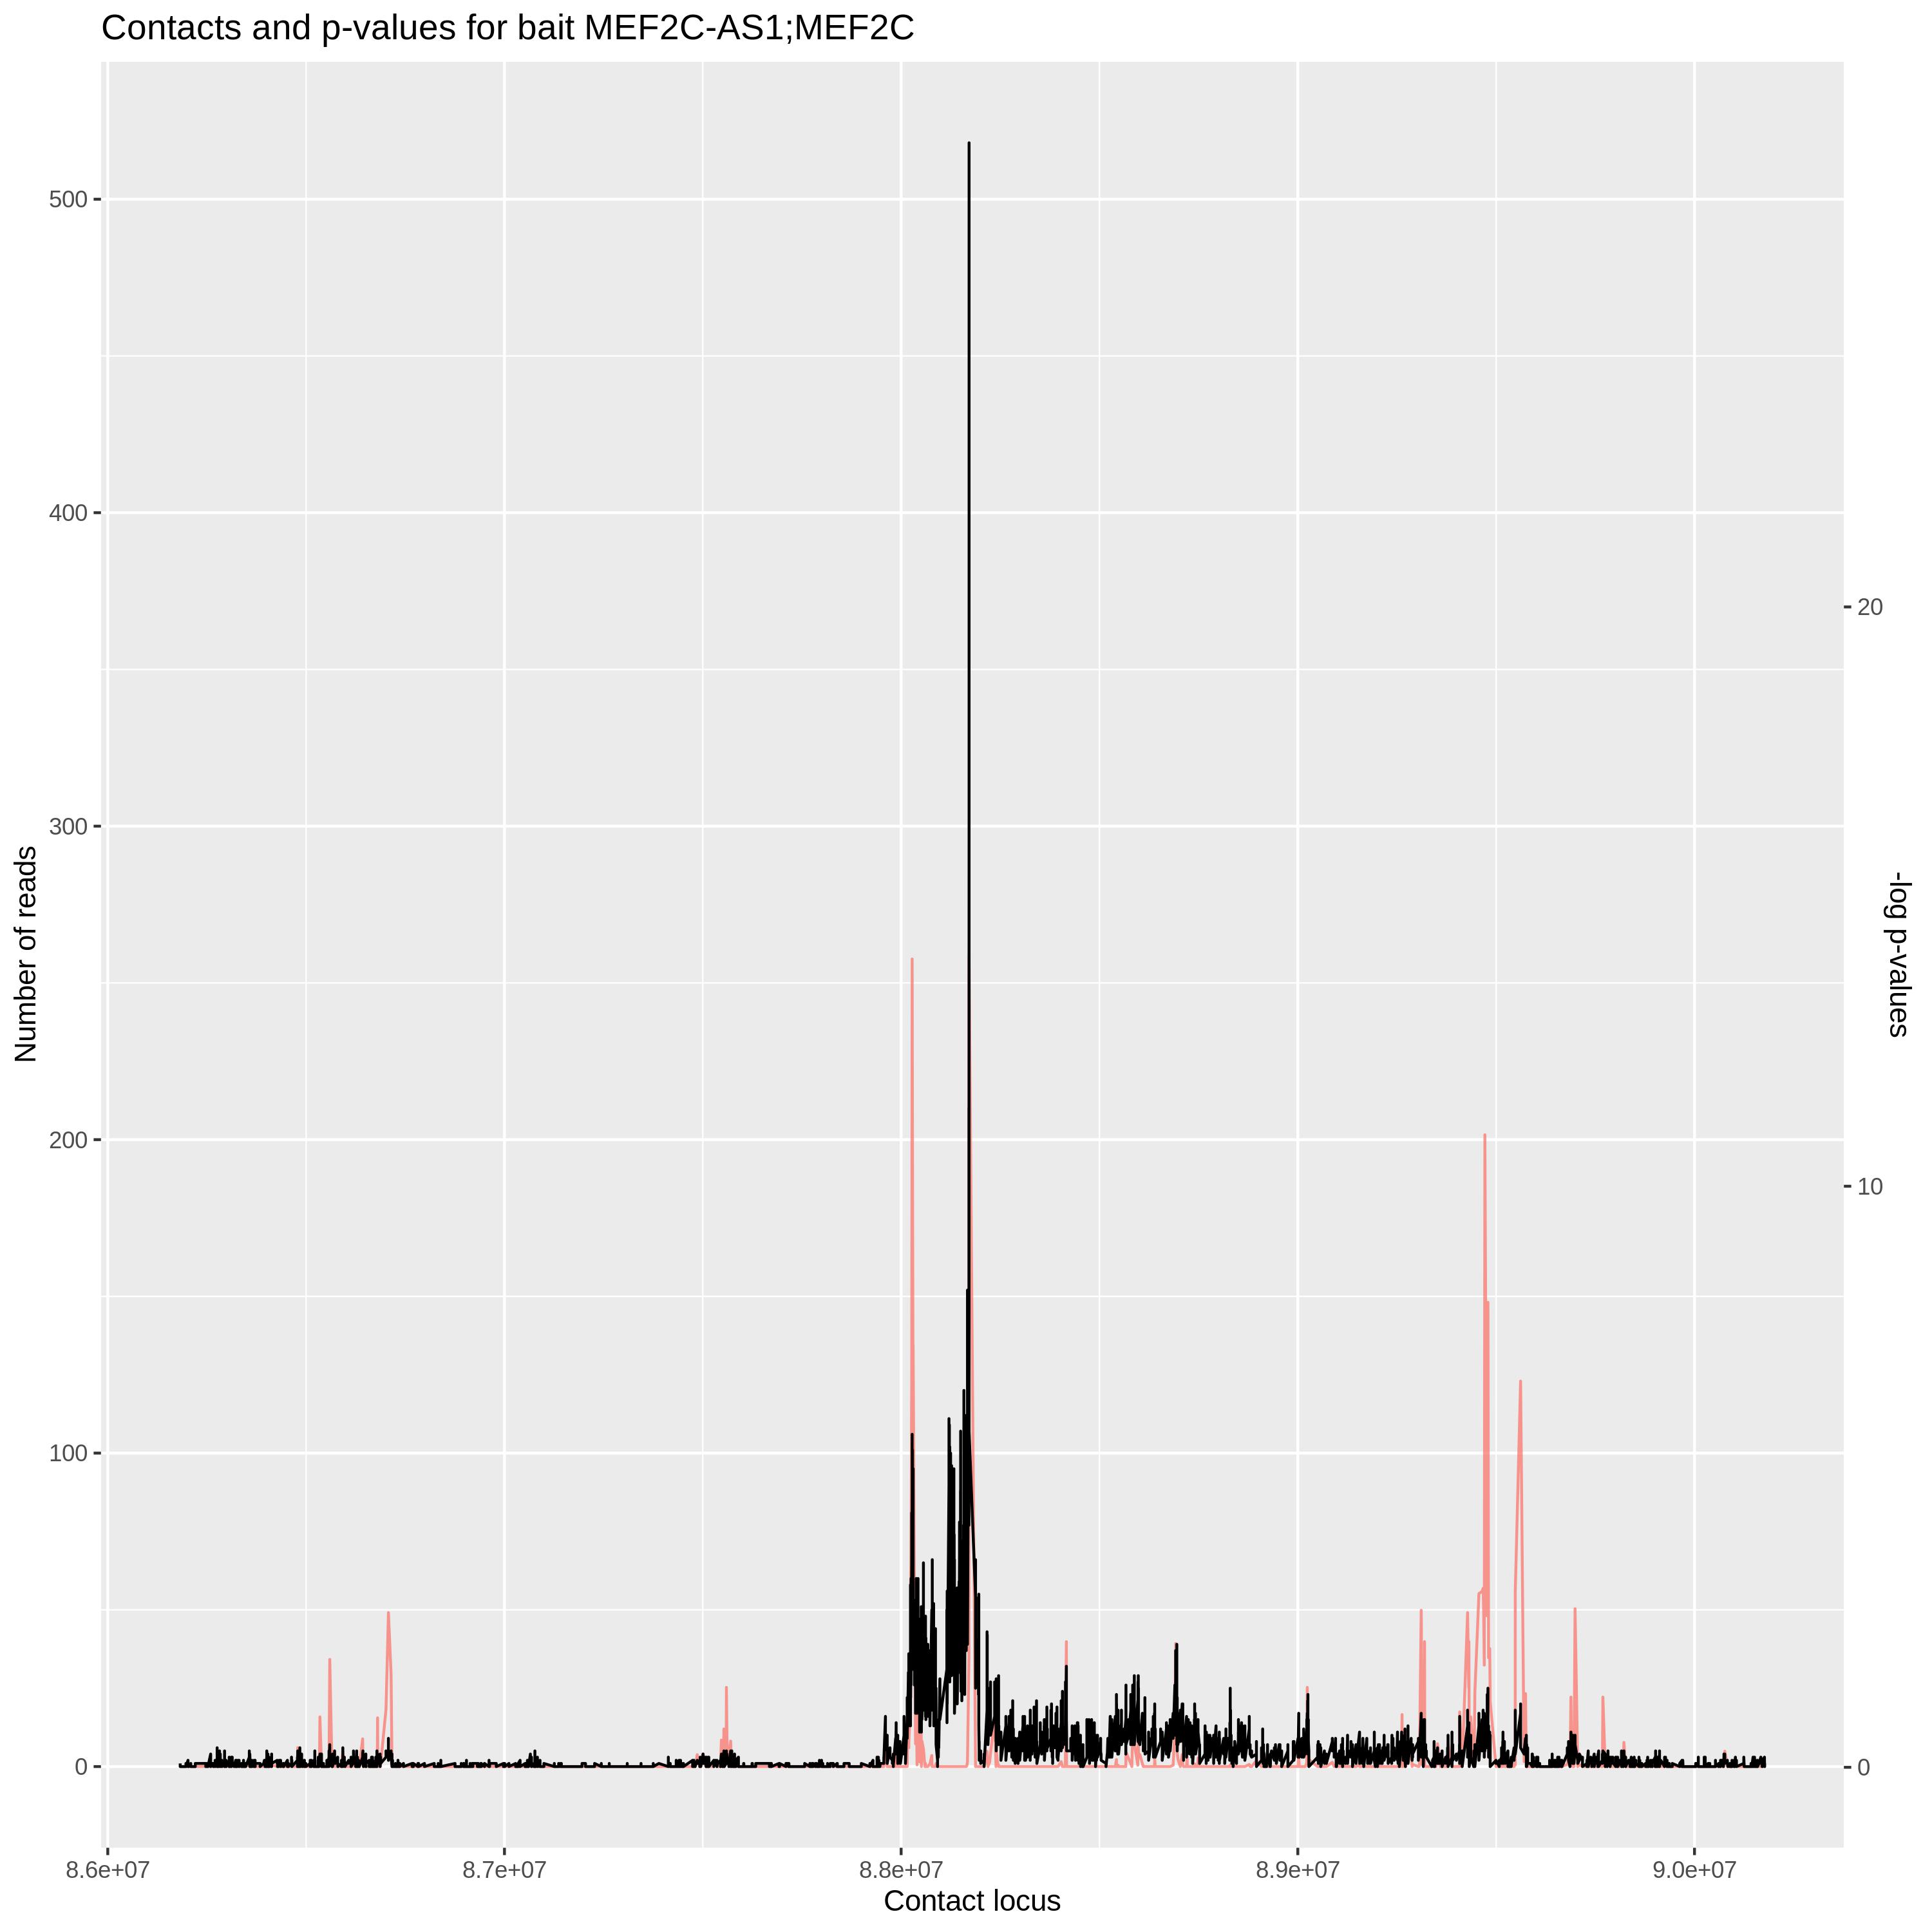 Contacts and p-values for bait MEF2C-AS1;MEF2C
Number of reads
500
400
300
200
100
0
20
10
0
-log p-values
8.6e+07 8.7e+07 8.8e+07 8.9e+07 9.0e+07
Contact locus